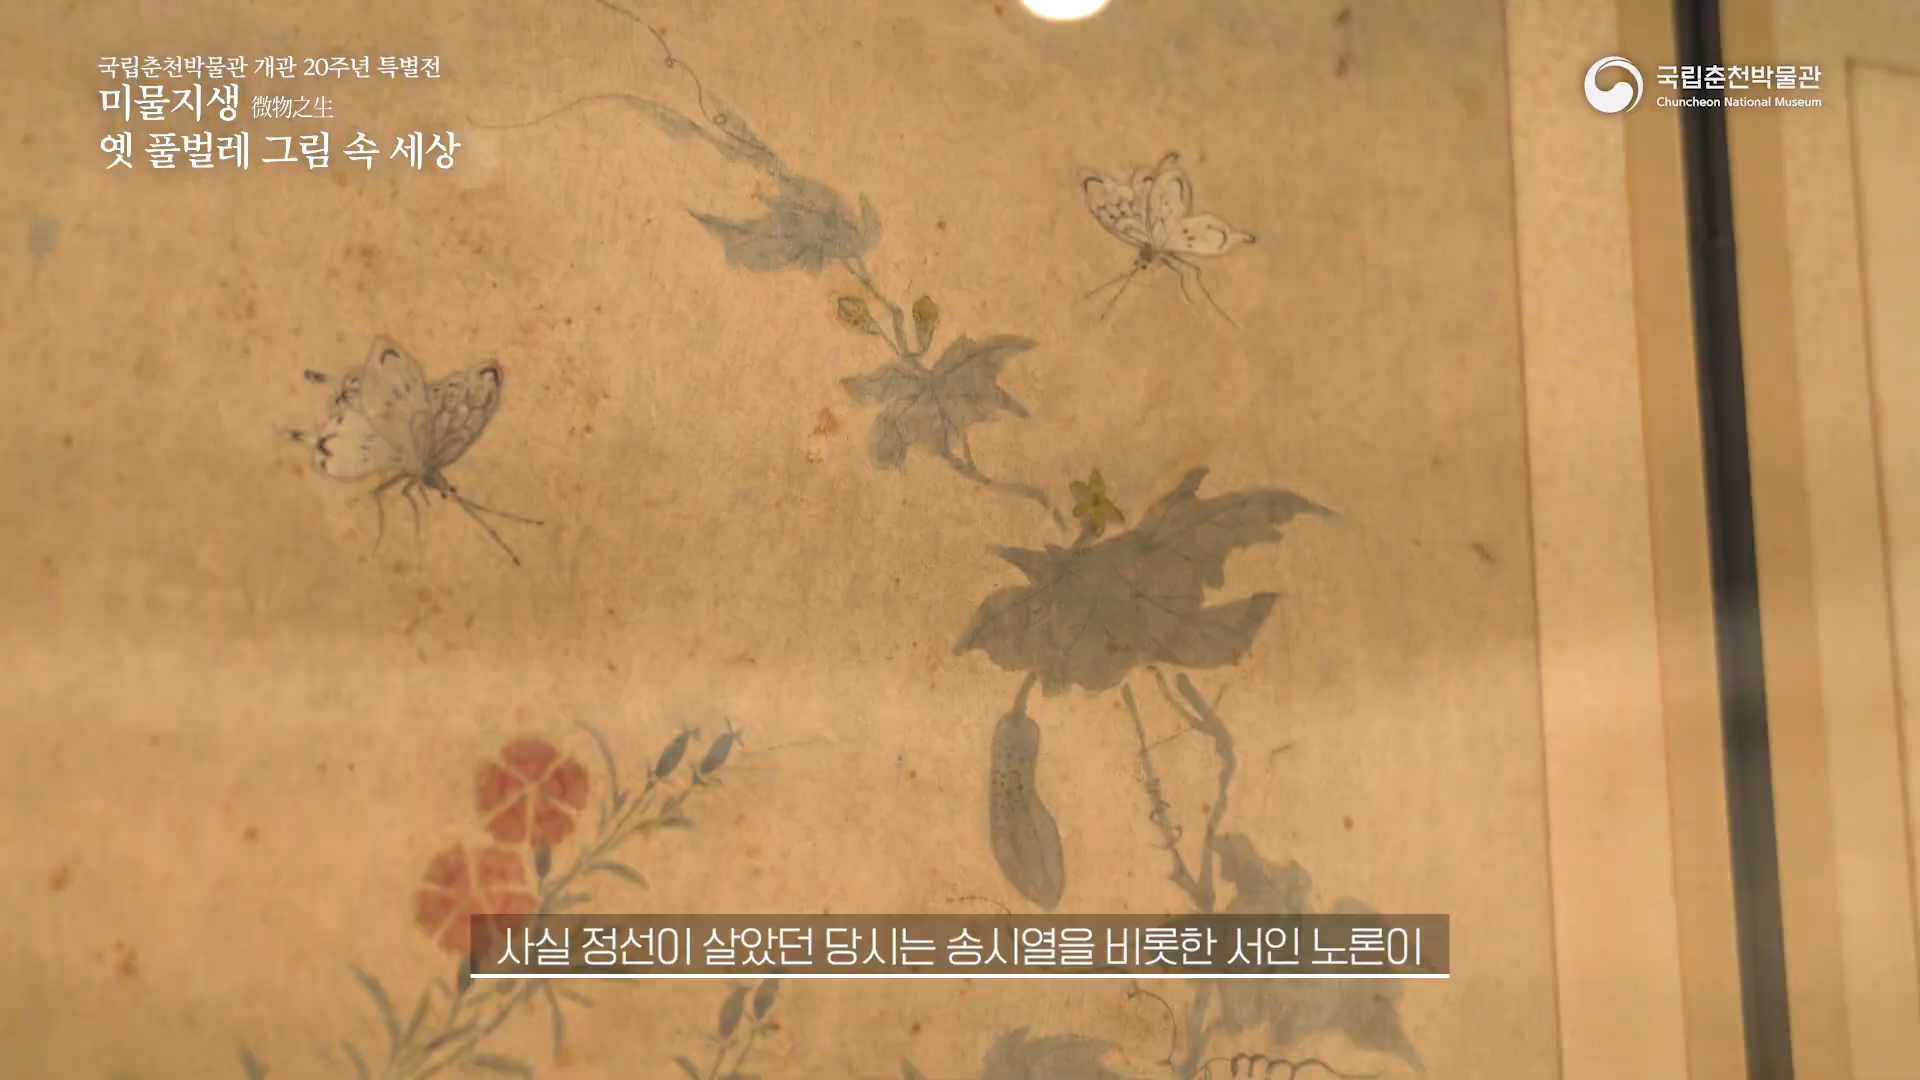 국립춘천박물관 개관 20주년 특별전
미물지생 微物之生
옛 풀벌레 그림 속 세상
국립춘천박물관
Chuncheon National Museum
사실 정선이 살았던 당시는 송시열을 비롯한 서인 노론이